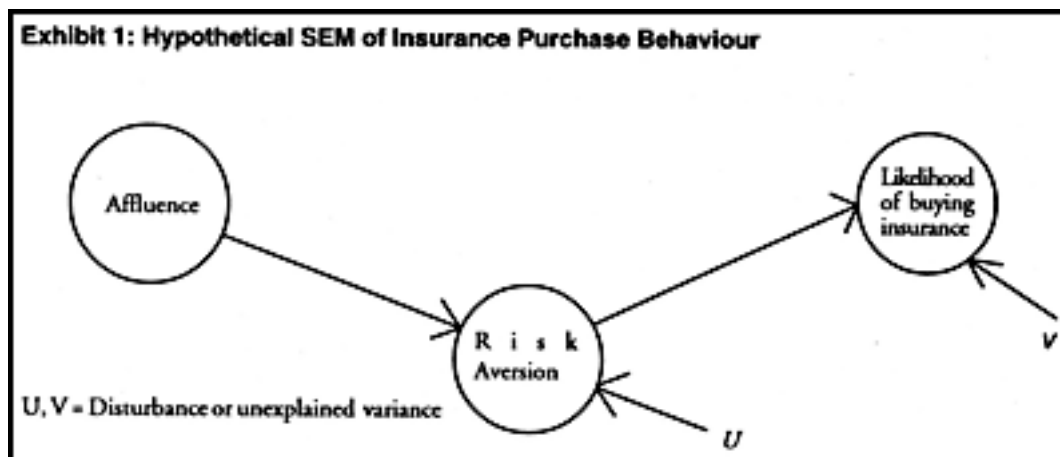 Exhibit 1: Hypothetical SEM of Insurance Purchase Behaviour
Affluence
Likelihood
of buying
insurance
R i s k
Aversion
V
U, V = Disturbance or unexplained variance
U